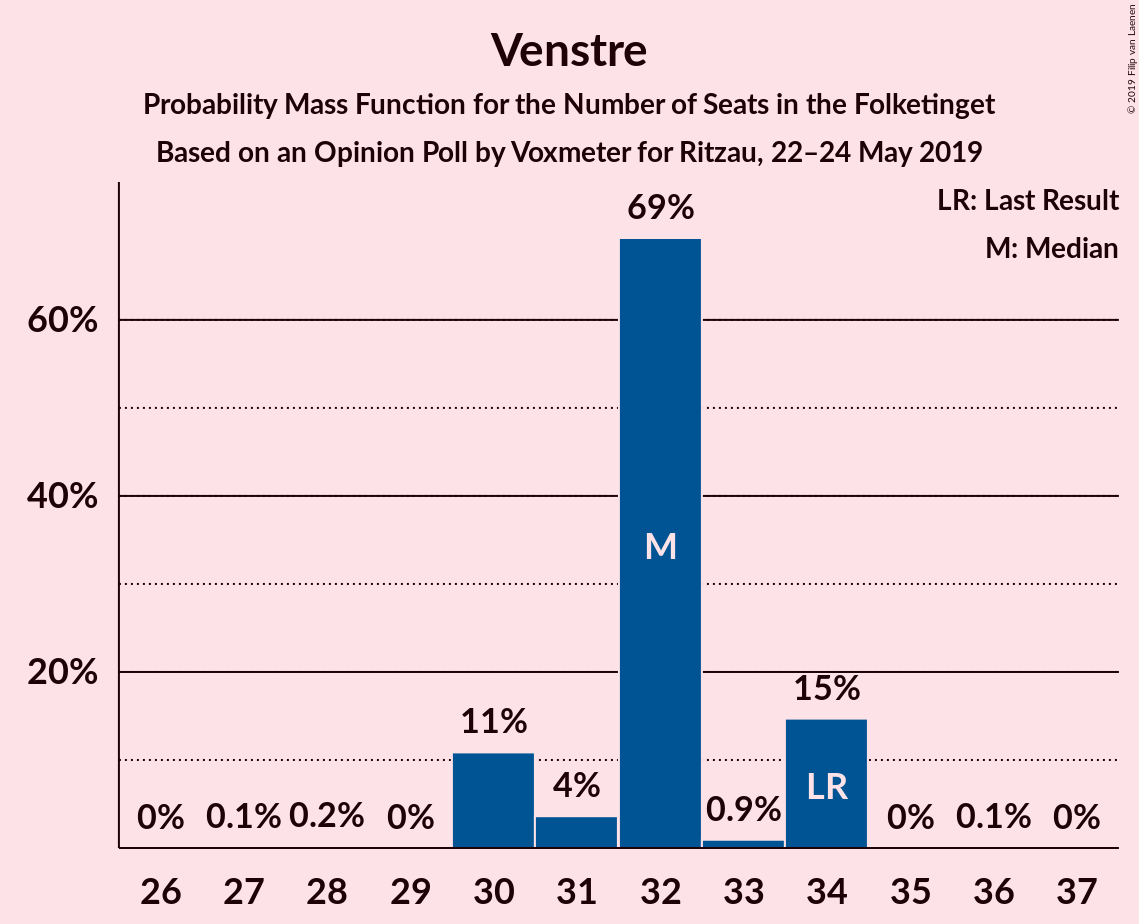 Venstre
Probability Mass Function for the Number of Seats in the Folketinget
Based on an Opinion Poll by Voxmeter for Ritzau, 22–24 May 2019
© 2019 Filip van Laenen
LR: Last Result
M: Median
60%
40%
20%
0%
0.1%
0.2%
0%
11%
4%
69%
M
0.9%
15%
LR
0%
0.1%
0%
26 27 28 29 30 31 32 33 34 35 36 37